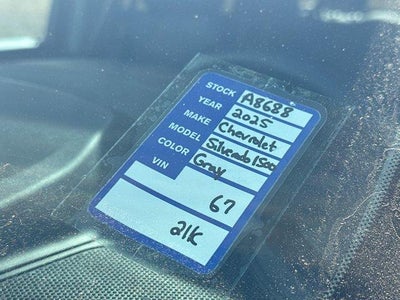 STOCK A8688
YEAR 2025
MAKE Chevrolet
MODEL Silverado 1500
COLOR Gray
VIN
67
21K